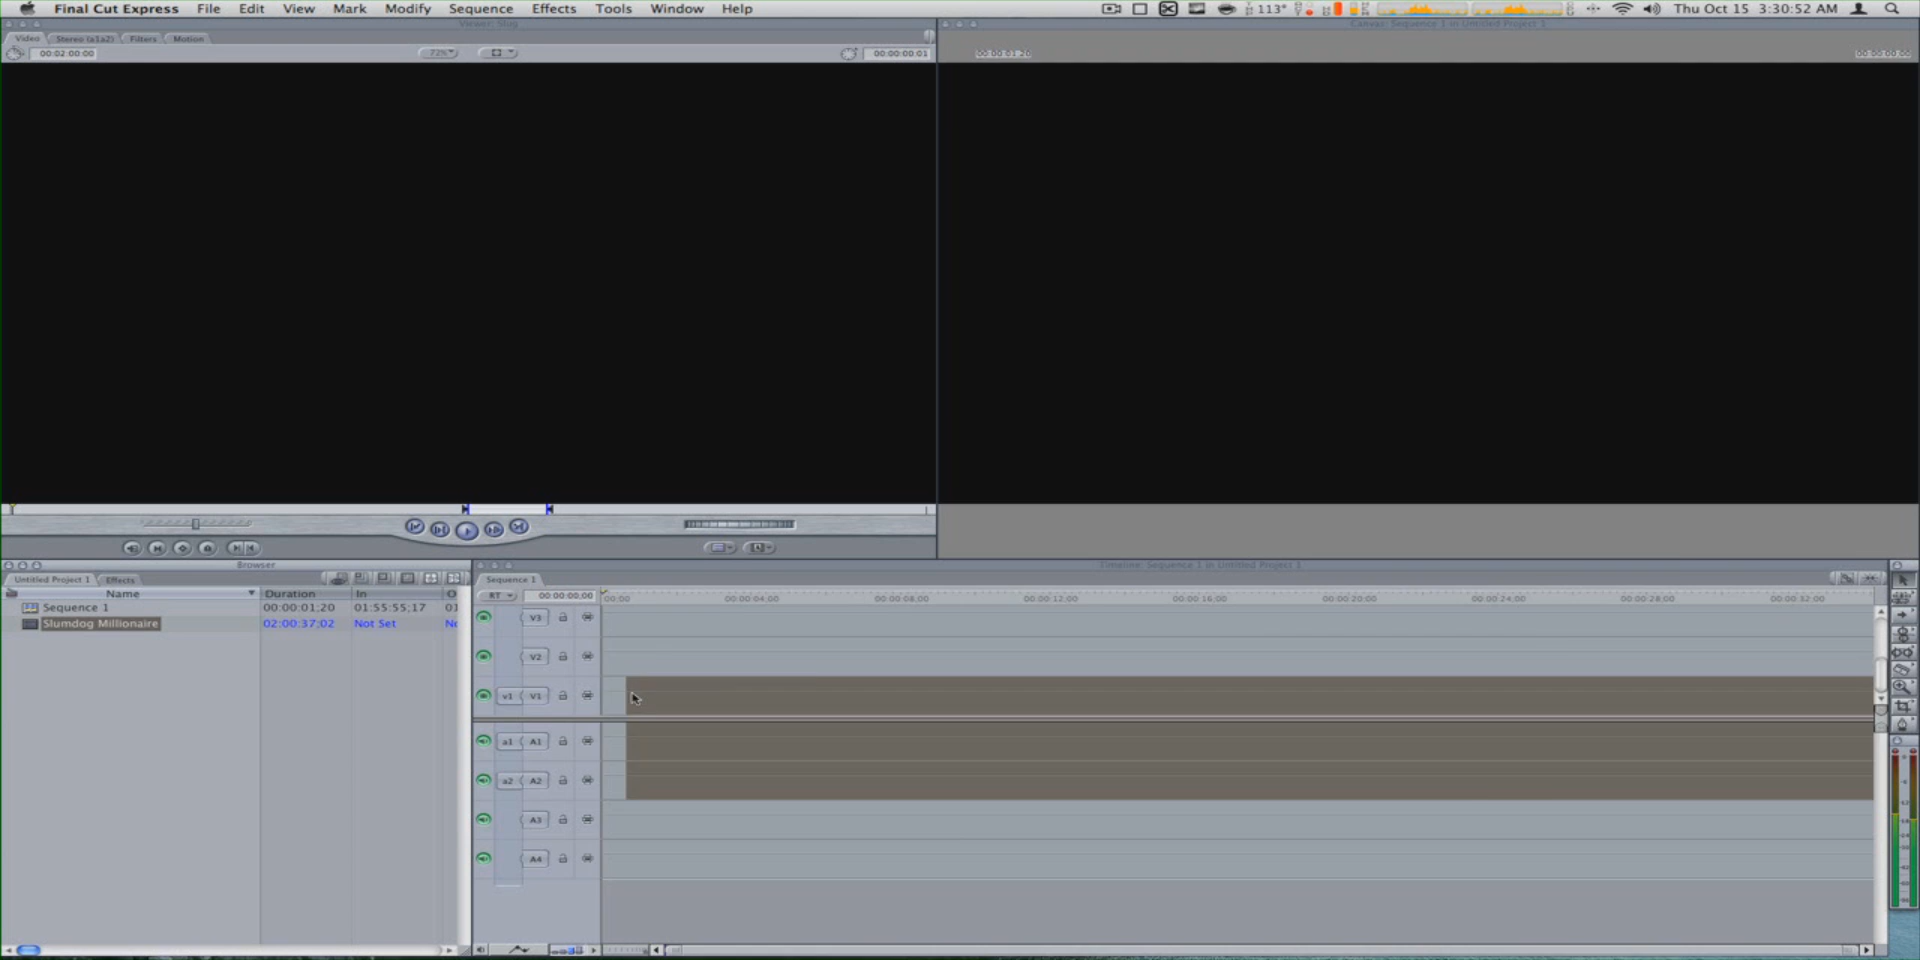 Final Cut Express File Edit View Mark Modify Sequence Effects Tools Window Help 113° Thu Oct 15 3:30:52 AM
Viewer: Slug
Canvas: Sequence 1 in Untitled Project 1
Video Stereo (a1a2) Filters Motion
00:02:00:00 72% 00:00:00:01 00:00:01:20 00:00:00:00
Browser
Timeline: Sequence 1 in Untitled Project 1
Untitled Project 1 Effects
Sequence 1
Name Duration In O
RT 00:00:00;00 00;00 00:00:04;00 00:00:08;00 00:00:12;00 00:00:16;00 00:00:20;00 00:00:24;00 00:00:28;00 00:00:32;00
Sequence 1 00:00:01;20 01:55:55;17 01
Slumdog Millionaire 02:00:37;02 Not Set No
V3
V2
v1 V1
a1 A1
a2 A2
A3
A4